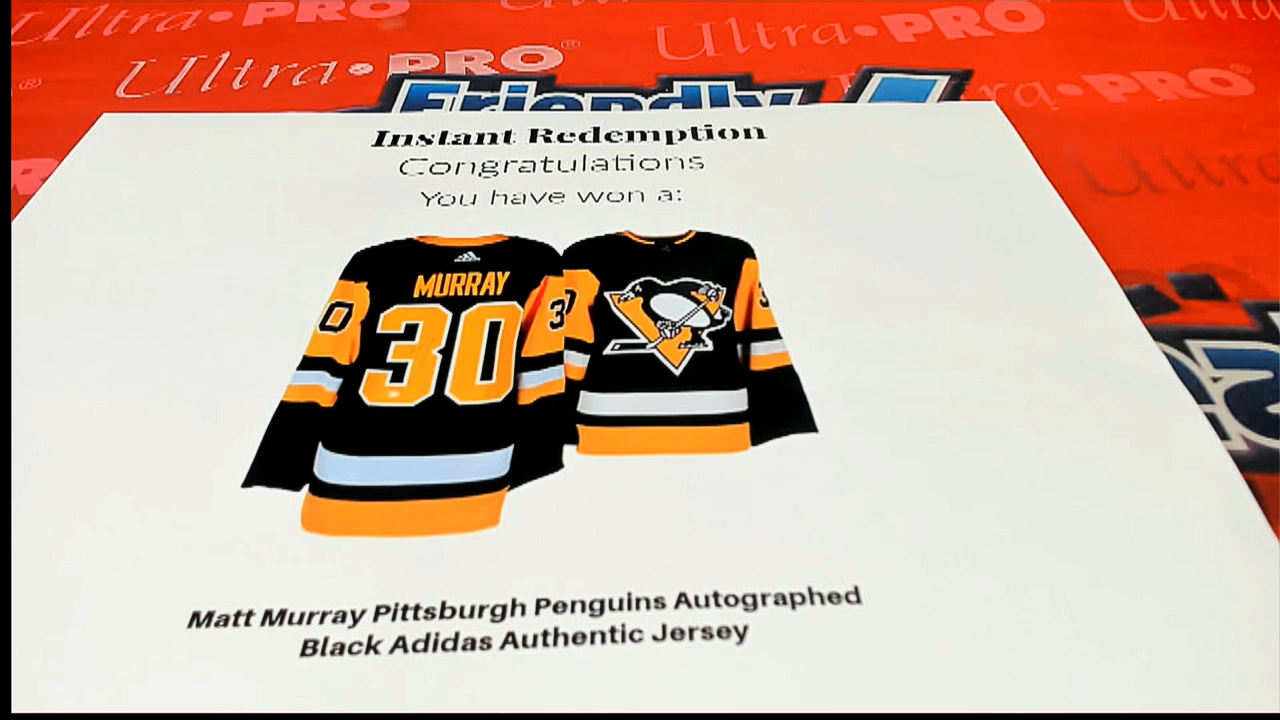 Ultra•PRO
Ultra•PRO®
Ultra•PRO
Friendly
Instant Redemption
Congratulations
You have won a:
MURRAY
30
Matt Murray Pittsburgh Penguins Autographed
Black Adidas Authentic Jersey